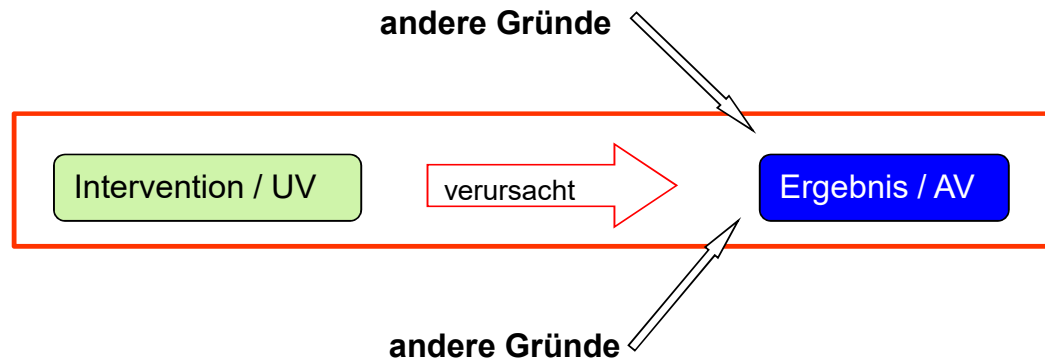 andere Gründe
Intervention / UV
verursacht
Ergebnis / AV
andere Gründe